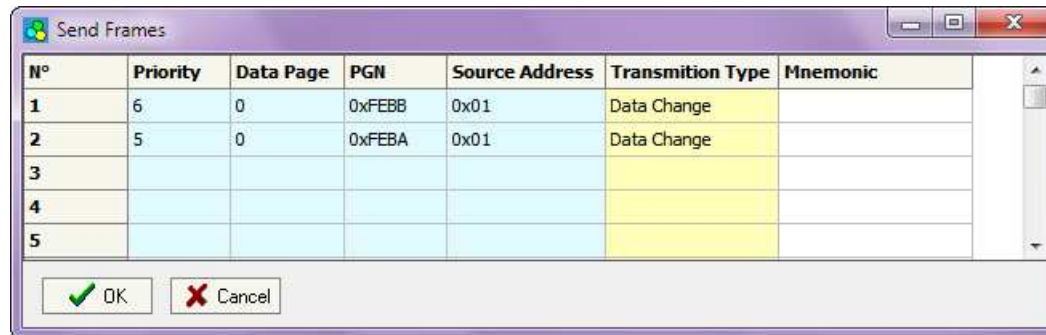 Send Frames
N° Priority Data Page PGN Source Address Transmition Type Mnemonic
1 6 0 0xFEBB 0x01 Data Change
2 5 0 0xFEBA 0x01 Data Change
3
4
5
OK Cancel